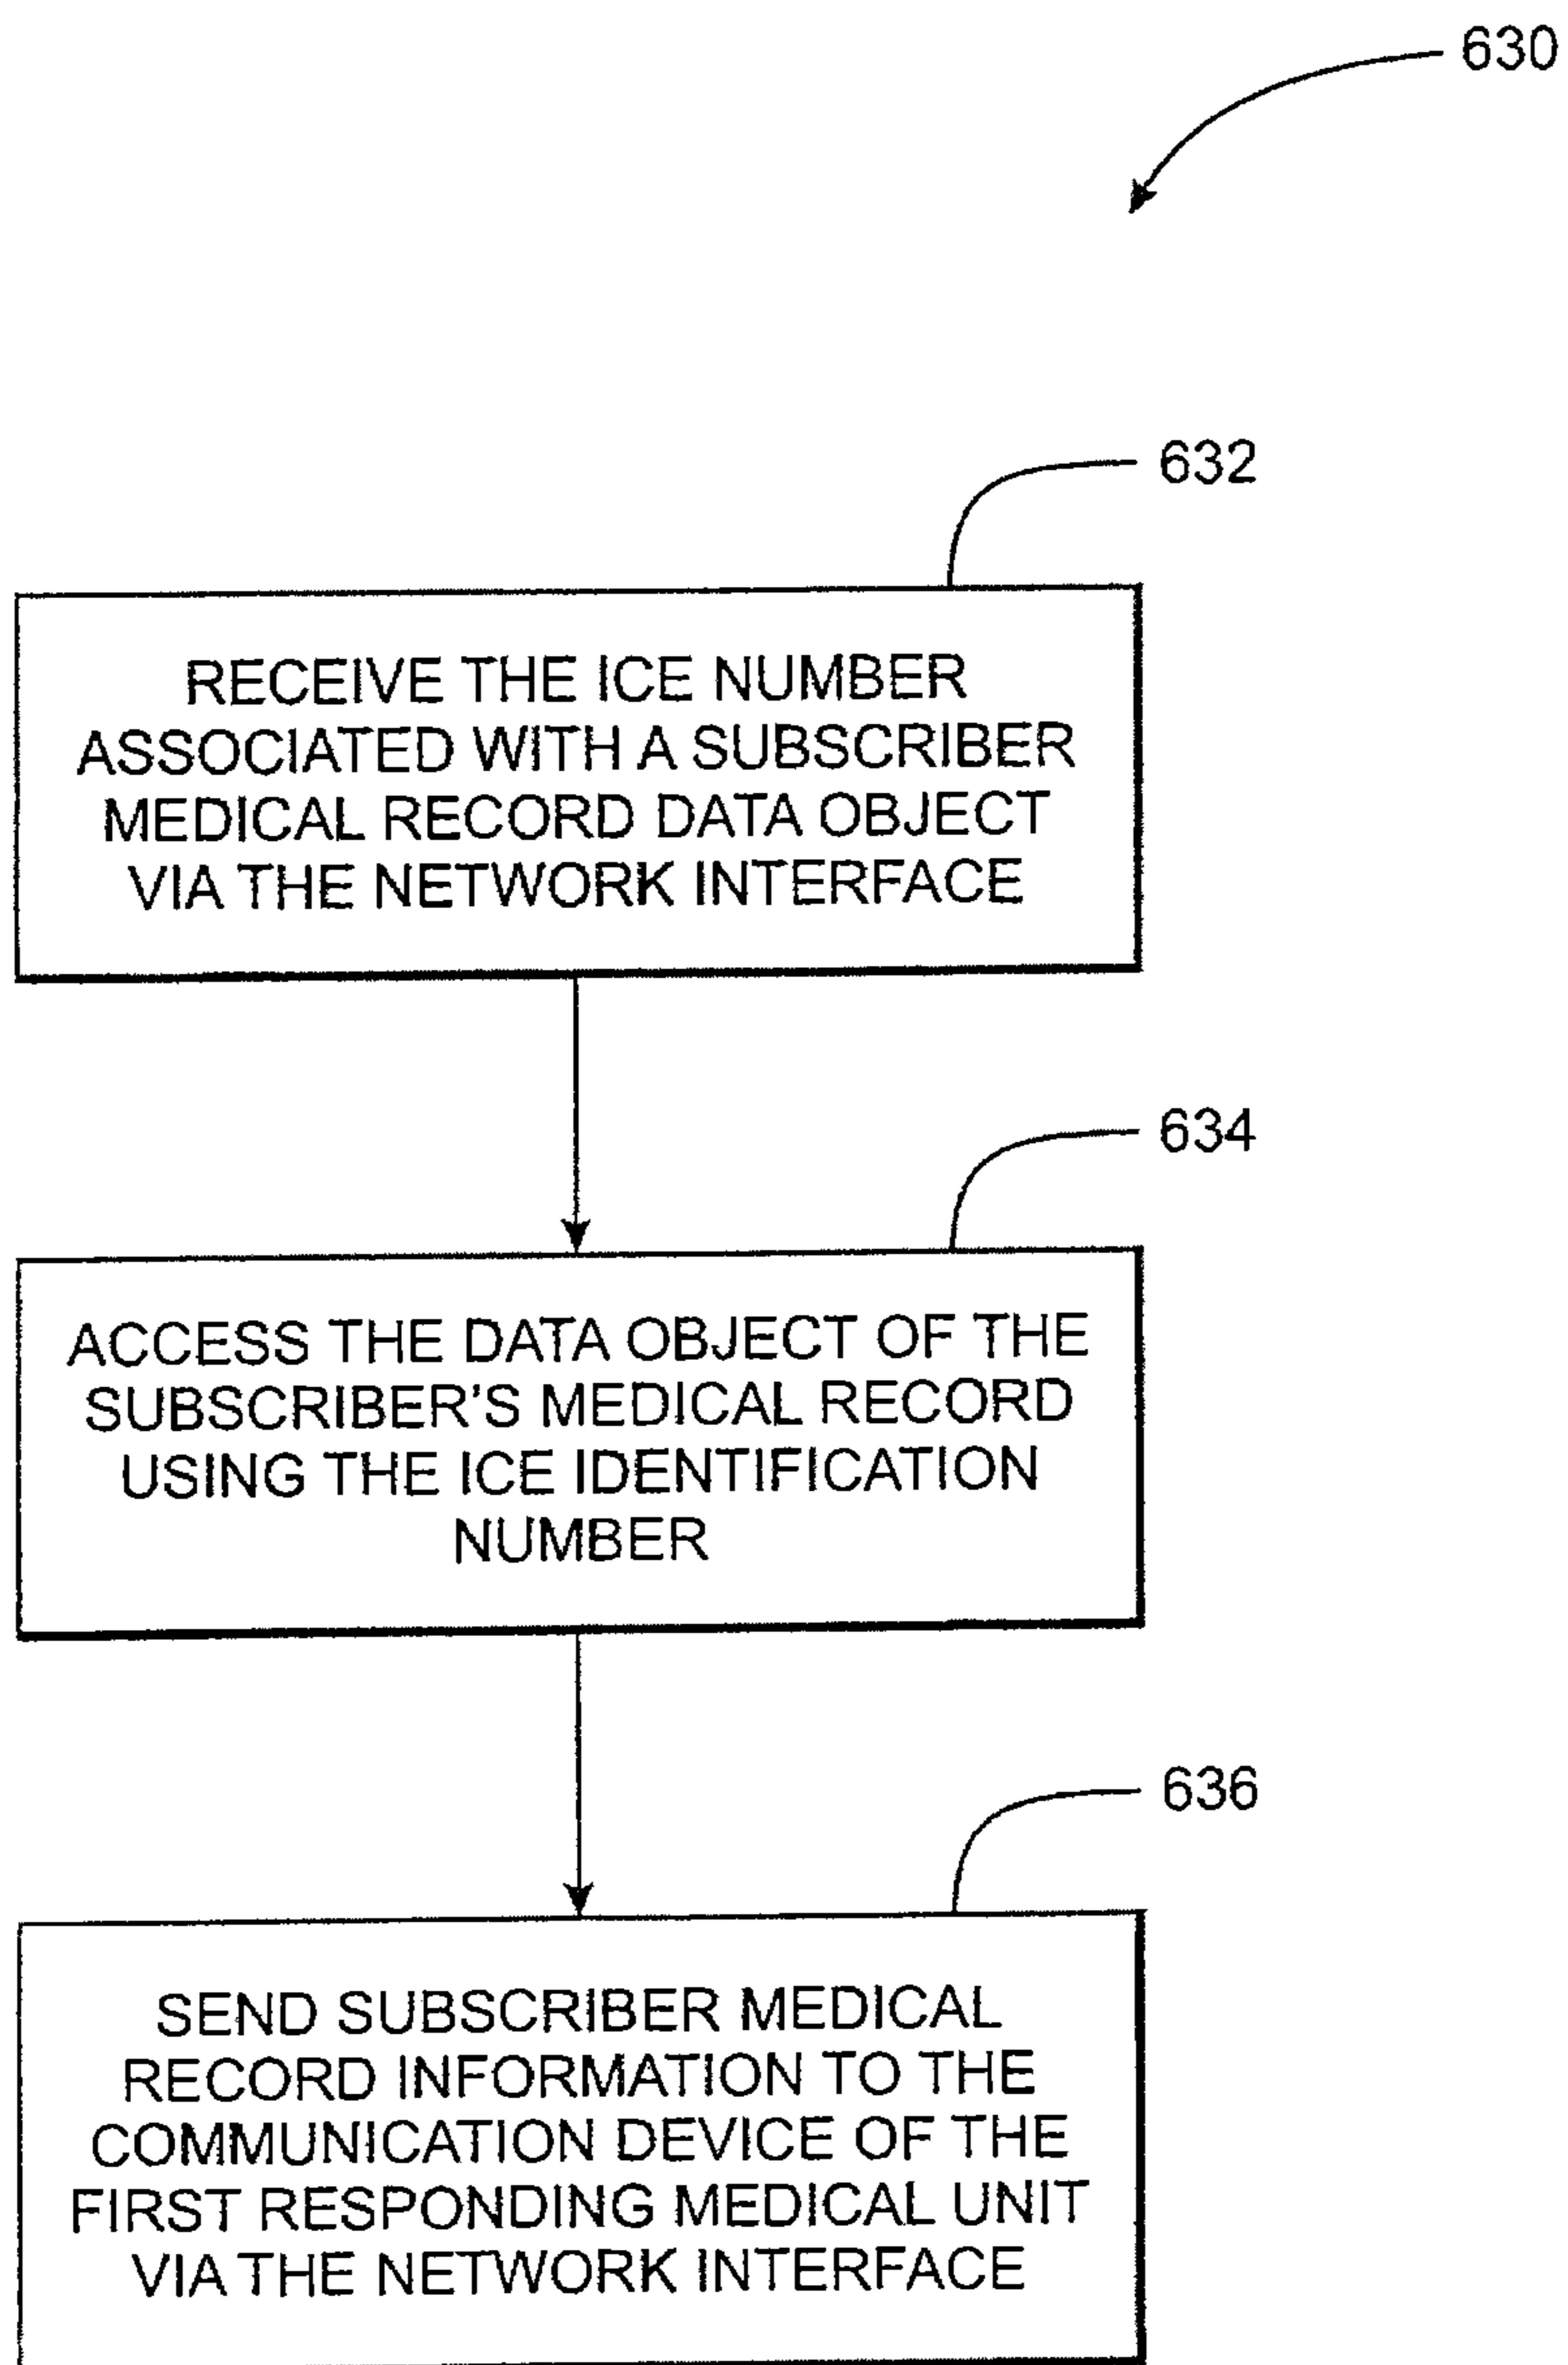 630
632
RECEIVE THE ICE NUMBER
ASSOCIATED WITH A SUBSCRIBER
MEDICAL RECORD DATA OBJECT
VIA THE NETWORK INTERFACE
634
ACCESS THE DATA OBJECT OF THE
SUBSCRIBER'S MEDICAL RECORD
USING THE ICE IDENTIFICATION
NUMBER
636
SEND SUBSCRIBER MEDICAL
RECORD INFORMATION TO THE
COMMUNICATION DEVICE OF THE
FIRST RESPONDING MEDICAL UNIT
VIA THE NETWORK INTERFACE